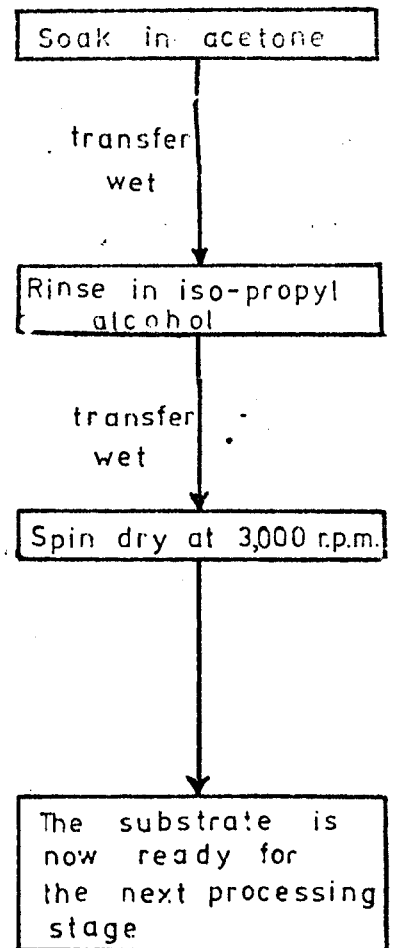 Soak in acetone
transfer
wet
Rinse in iso-propyl
alcohol
transfer
wet
Spin dry at 3,000 r.p.m.
The substrate is
now ready for
the next processing
stage